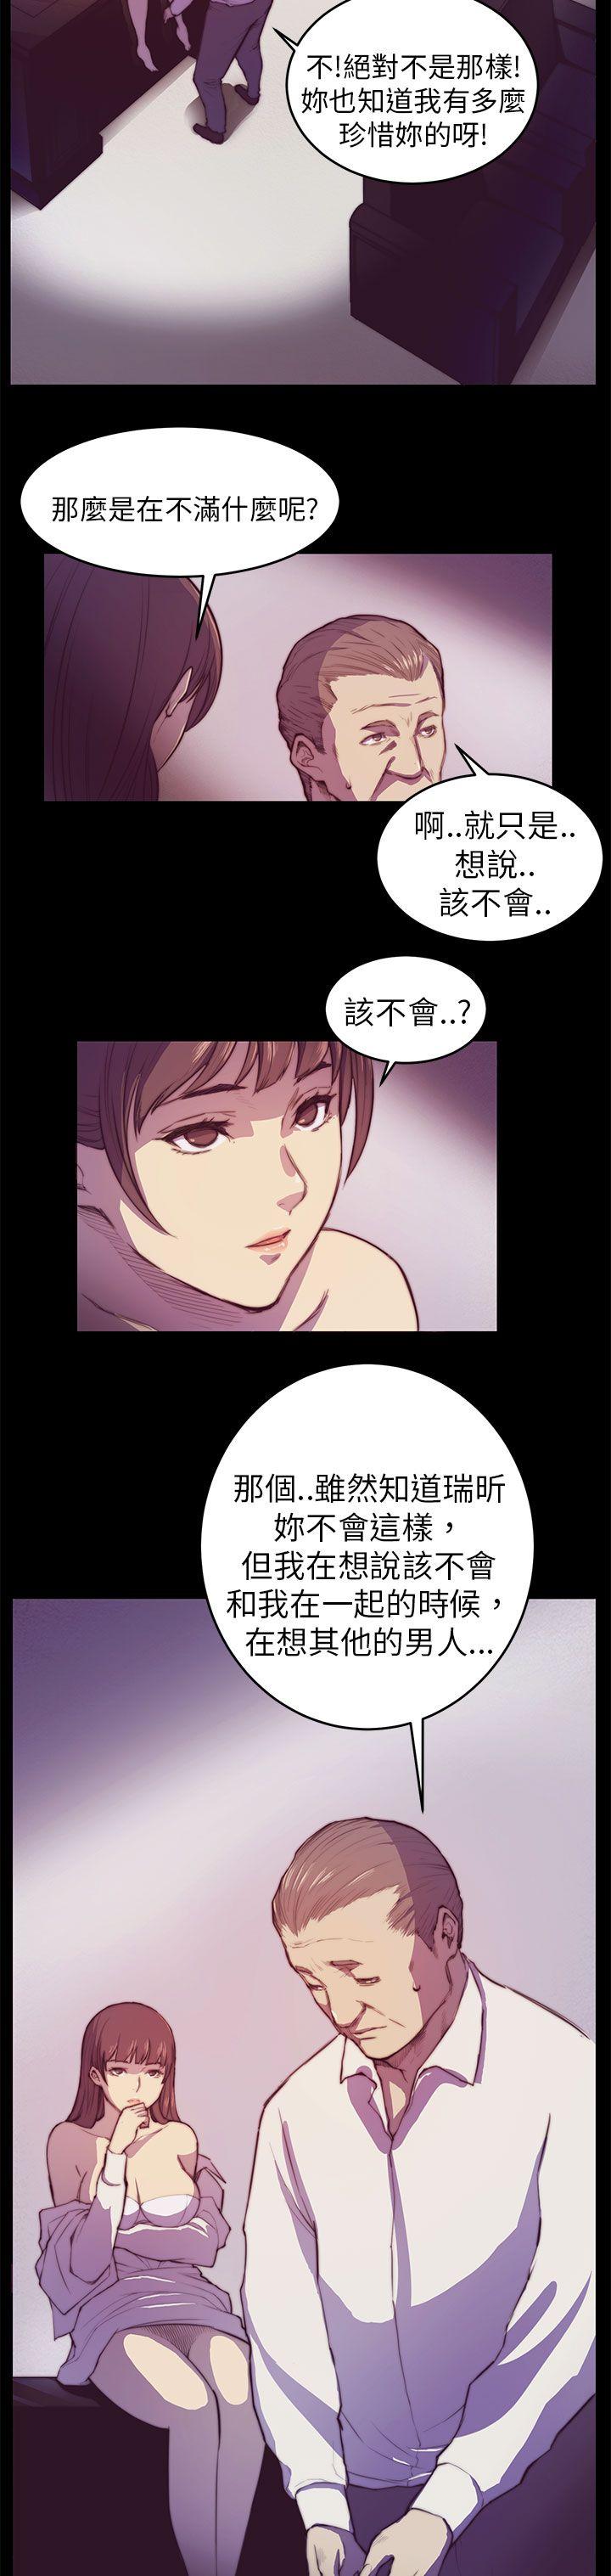 不!絕對不是那樣!
妳也知道我有多麼
珍惜妳的呀!
那麼是在不滿什麼呢?
啊..就只是..
想說..
該不會..
該不會..?
那個..雖然知道瑞昕
妳不會這樣，
但我在想說該不會
和我在一起的時候，
在想其他的男人...